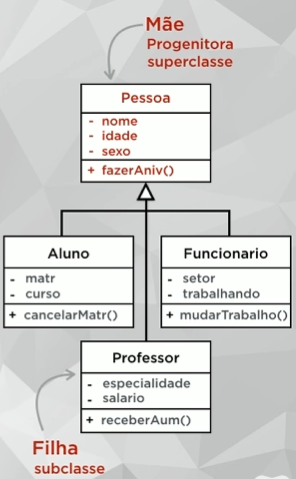 Mãe
Progenitora
superclasse
Pessoa
- nome
- idade
- sexo
+ fazerAniv()
Aluno
- matr
- curso
+ cancelarMatr()
Funcionario
- setor
- trabalhando
+ mudarTrabalho()
Professor
- especialidade
- salario
+ receberAum()
Filha
subclasse